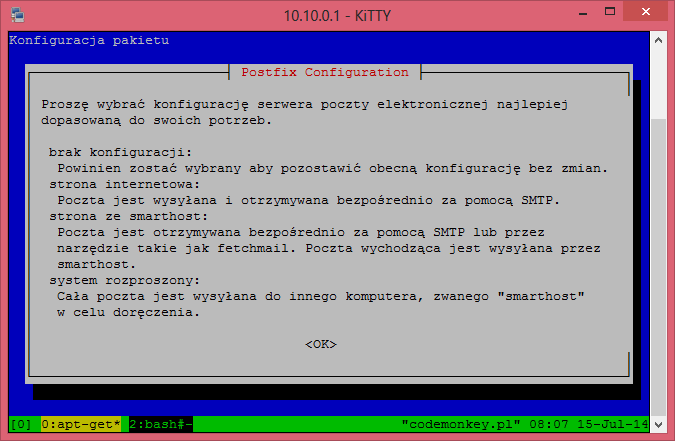 10.10.0.1 - KiTTY
Konfiguracja pakietu
Postfix Configuration
Proszę wybrać konfigurację serwera poczty elektronicznej najlepiej
dopasowaną do swoich potrzeb.
brak konfiguracji:
Powinien zostać wybrany aby pozostawić obecną konfigurację bez zmian.
strona internetowa:
Poczta jest wysyłana i otrzymywana bezpośrednio za pomocą SMTP.
strona ze smarthost:
Poczta jest otrzymywana bezpośrednio za pomocą SMTP lub przez
narzędzie takie jak fetchmail. Poczta wychodząca jest wysyłana przez
smarthost.
system rozproszony:
Cała poczta jest wysyłana do innego komputera, zwanego "smarthost"
w celu doręczenia.
<OK>
[0] 0:apt-get* 2:bash#- "codemonkey.pl" 08:07 15-Jul-14